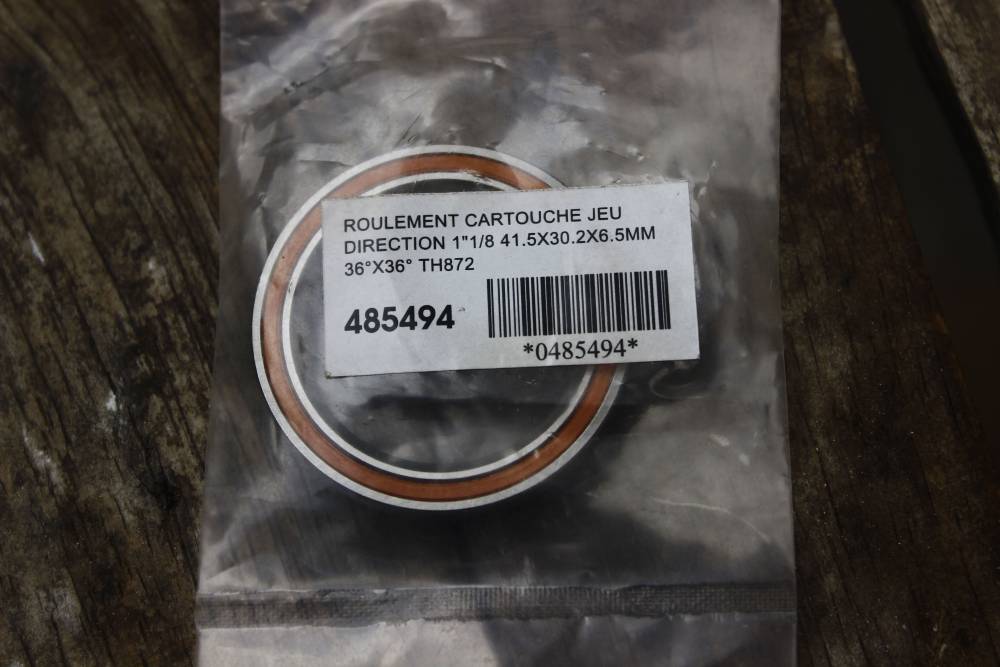 ROULEMENT CARTOUCHE JEU
DIRECTION 1"1/8 41.5X30.2X6.5MM
36°X36° TH872
485494
*0485494*